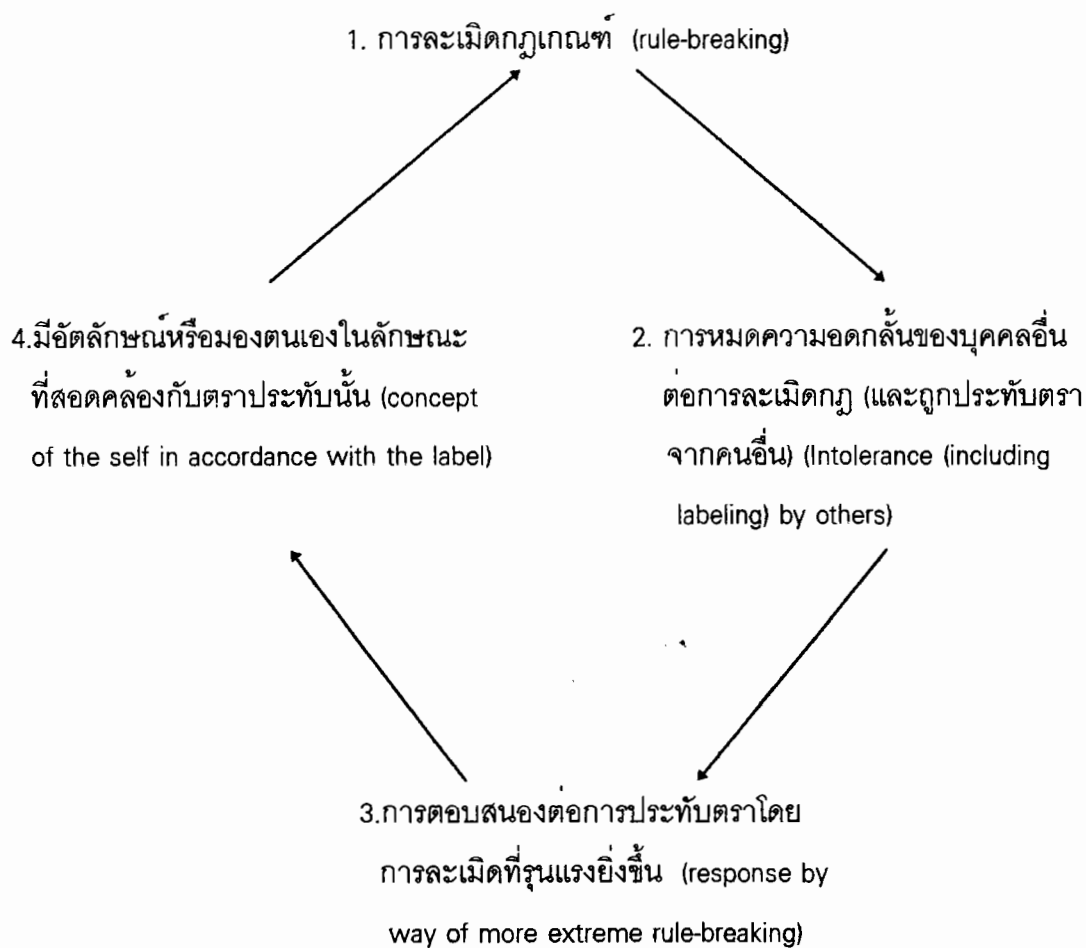 1. การละเมิดกฎเกณฑ์ (rule-breaking)
2. การหมดความอดกลั้นของบุคคลอื่น
ต่อการละเมิดกฎ (และถูกประทับตรา
จากคนอื่น) (Intolerance (including
labeling) by others)
3.การตอบสนองต่อการประทับตราโดย
การละเมิดที่รุนแรงยิ่งขึ้น (response by
way of more extreme rule-breaking)
4.มีอัตลักษณ์หรือมองตนเองในลักษณะ
ที่สอดคล้องกับตราประทับนั้น (concept
of the self in accordance with the label)